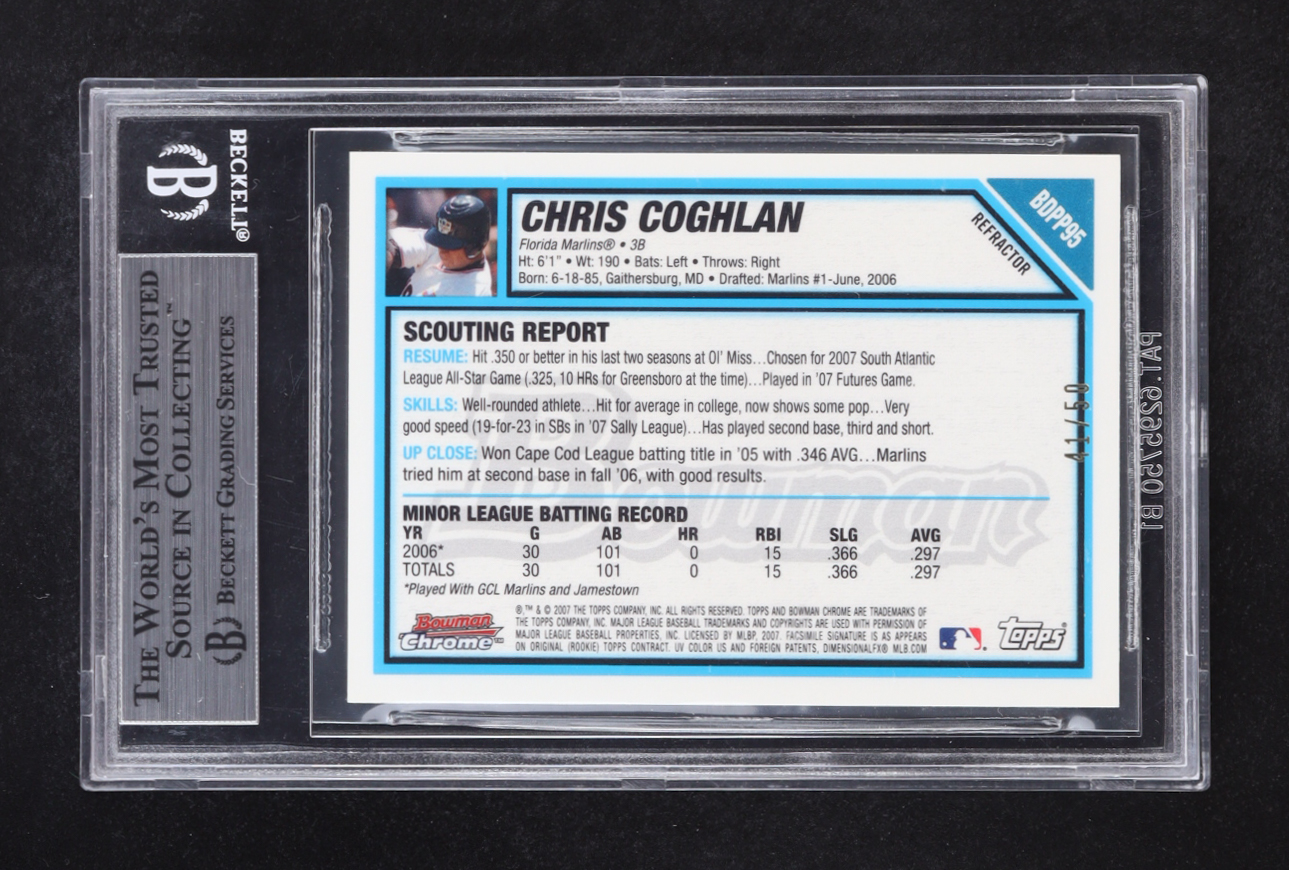 BECKETT®
B
THE WORLD'S MOST TRUSTED
SOURCE IN COLLECTING™
B BECKETT GRADING SERVICES
CHRIS COGHLAN
Florida Marlins® • 3B
Ht: 6'1" • Wt: 190 • Bats: Left • Throws: Right
Born: 6-18-85, Gaithersburg, MD • Drafted: Marlins #1-June, 2006
BDPP95
REFRACTOR
SCOUTING REPORT
RESUME: Hit .350 or better in his last two seasons at Ol' Miss...Chosen for 2007 South Atlantic
League All-Star Game (.325, 10 HRs for Greensboro at the time)...Played in '07 Futures Game.
SKILLS: Well-rounded athlete...Hit for average in college, now shows some pop...Very
good speed (19-for-23 in SBs in '07 Sally League)...Has played second base, third and short.
UP CLOSE: Won Cape Cod League batting title in '05 with .346 AVG...Marlins
tried him at second base in fall '06, with good results.
Bowman
41/50
PAT.6295750 B1
MINOR LEAGUE BATTING RECORD
YR G AB HR RBI SLG AVG
2006* 30 101 0 15 .366 .297
TOTALS 30 101 0 15 .366 .297
*Played With GCL Marlins and Jamestown
Bowman
Chrome™
®,™ & © 2007 THE TOPPS COMPANY, INC. ALL RIGHTS RESERVED. TOPPS AND BOWMAN CHROME ARE TRADEMARKS OF
THE TOPPS COMPANY, INC. MAJOR LEAGUE BASEBALL TRADEMARKS AND COPYRIGHTS ARE USED WITH PERMISSION OF
MAJOR LEAGUE BASEBALL PROPERTIES, INC. LICENSED BY MLBP, 2007. FACSIMILE SIGNATURE IS AS APPEARS
ON ORIGINAL (ROOKIE) TOPPS CONTRACT. UV COLOR US AND FOREIGN PATENTS, DIMENSIONALFX® MLB.COM
Topps®